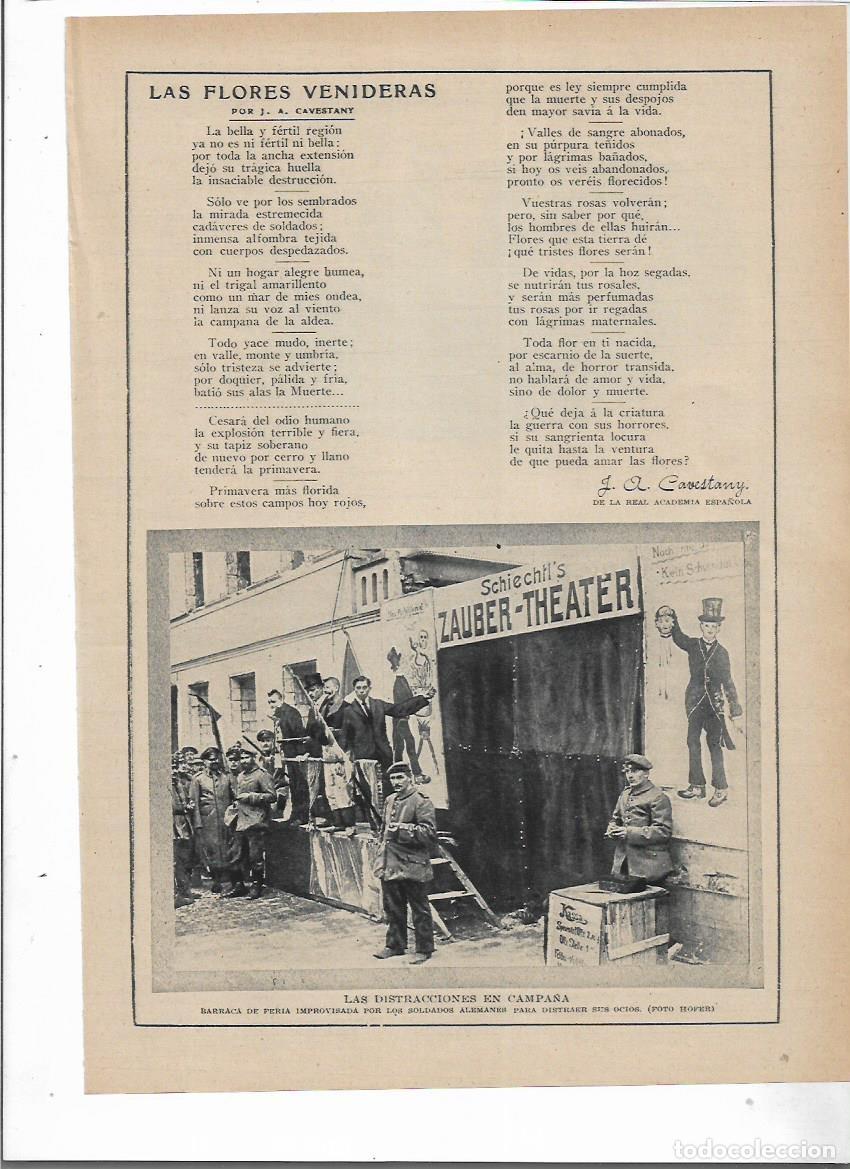 LAS FLORES VENIDERAS
POR J. A. CAVESTANY
La bella y fértil región
ya no es ni fértil ni bella;
por toda la ancha extensión
dejó su trágica huella
la insaciable destrucción.
Sólo ve por los sembrados
la mirada estremecida
cadáveres de soldados;
inmensa alfombra tejida
con cuerpos despedazados.
Ni un hogar alegre humea,
ni el trigal amarillento
como un mar de mies ondea,
ni lanza su voz al viento
la campana de la aldea.
Todo yace mudo, inerte;
en valle, monte y umbría,
sólo tristeza se advierte;
por doquier, pálida y fría,
batió sus alas la Muerte...
Cesará del odio humano
la explosión terrible y fiera,
y su tapiz soberano
de nuevo por cerro y llano
tenderá la primavera.
Primavera más florida
sobre estos campos hoy rojos,
porque es ley siempre cumplida
que la muerte y sus despojos
den mayor savia á la vida.
¡Valles de sangre abonados,
en su púrpura teñidos
y por lágrimas bañados,
si hoy os veis abandonados,
pronto os veréis florecidos!
Vuestras rosas volverán;
pero, sin saber por qué,
los hombres de ellas huirán...
Flores que esta tierra dé
¡qué tristes flores serán!
De vidas, por la hoz segadas,
se nutrirán tus rosales,
y serán más perfumadas
tus rosas por ir regadas
con lágrimas maternales.
Toda flor en ti nacida,
por escarnio de la suerte,
al alma, de horror transida,
no hablará de amor y vida,
sino de dolor y muerte.
¿Qué deja á la criatura
la guerra con sus horrores,
si su sangrienta locura
le quita hasta la ventura
de que pueda amar las flores?
J. A. Cavestany.
DE LA REAL ACADEMIA ESPAÑOLA
Schiechtl's
ZAUBER-THEATER
Kein
Kassa
LAS DISTRACCIONES EN CAMPAÑA
BARRACA DE FERIA IMPROVISADA POR LOS SOLDADOS ALEMANES PARA DISTRAER SUS OCIOS. (FOTO HOFER)
todocoleccion